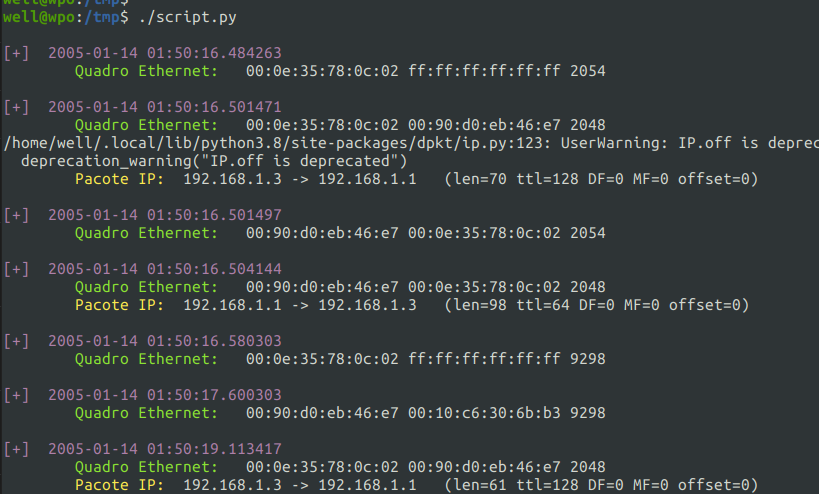 well@wpo:/tmp$
well@wpo:/tmp$ ./script.py
[+] 2005-01-14 01:50:16.484263
Quadro Ethernet: 00:0e:35:78:0c:02 ff:ff:ff:ff:ff:ff 2054
[+] 2005-01-14 01:50:16.501471
Quadro Ethernet: 00:0e:35:78:0c:02 00:90:d0:eb:46:e7 2048
/home/well/.local/lib/python3.8/site-packages/dpkt/ip.py:123: UserWarning: IP.off is deprec
deprecation_warning("IP.off is deprecated")
Pacote IP: 192.168.1.3 -> 192.168.1.1 (len=70 ttl=128 DF=0 MF=0 offset=0)
[+] 2005-01-14 01:50:16.501497
Quadro Ethernet: 00:90:d0:eb:46:e7 00:0e:35:78:0c:02 2054
[+] 2005-01-14 01:50:16.504144
Quadro Ethernet: 00:90:d0:eb:46:e7 00:0e:35:78:0c:02 2048
Pacote IP: 192.168.1.1 -> 192.168.1.3 (len=98 ttl=64 DF=0 MF=0 offset=0)
[+] 2005-01-14 01:50:16.580303
Quadro Ethernet: 00:0e:35:78:0c:02 ff:ff:ff:ff:ff:ff 9298
[+] 2005-01-14 01:50:17.600303
Quadro Ethernet: 00:90:d0:eb:46:e7 00:10:c6:30:6b:b3 9298
[+] 2005-01-14 01:50:19.113417
Quadro Ethernet: 00:0e:35:78:0c:02 00:90:d0:eb:46:e7 2048
Pacote IP: 192.168.1.3 -> 192.168.1.1 (len=61 ttl=128 DF=0 MF=0 offset=0)